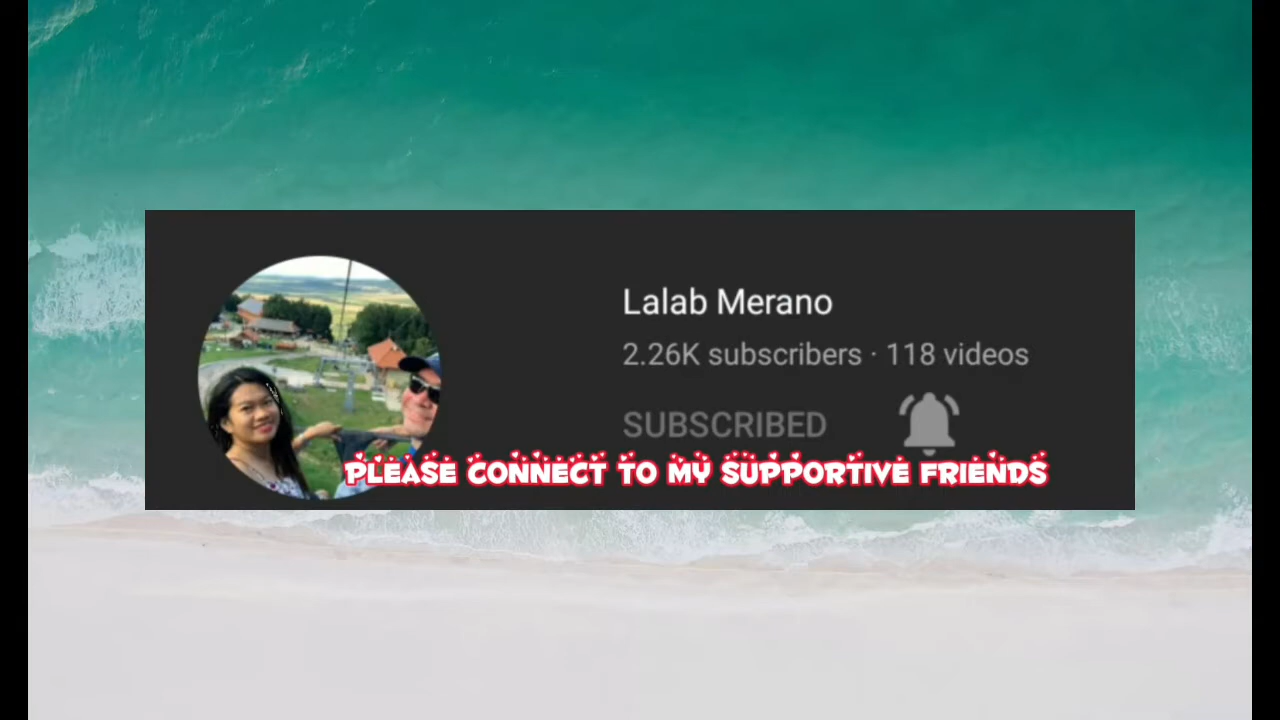 Lalab Merano
2.26K subscribers · 118 videos
SUBSCRIBED
PLEASE CONNECT TO MY SUPPORTIVE FRIENDS